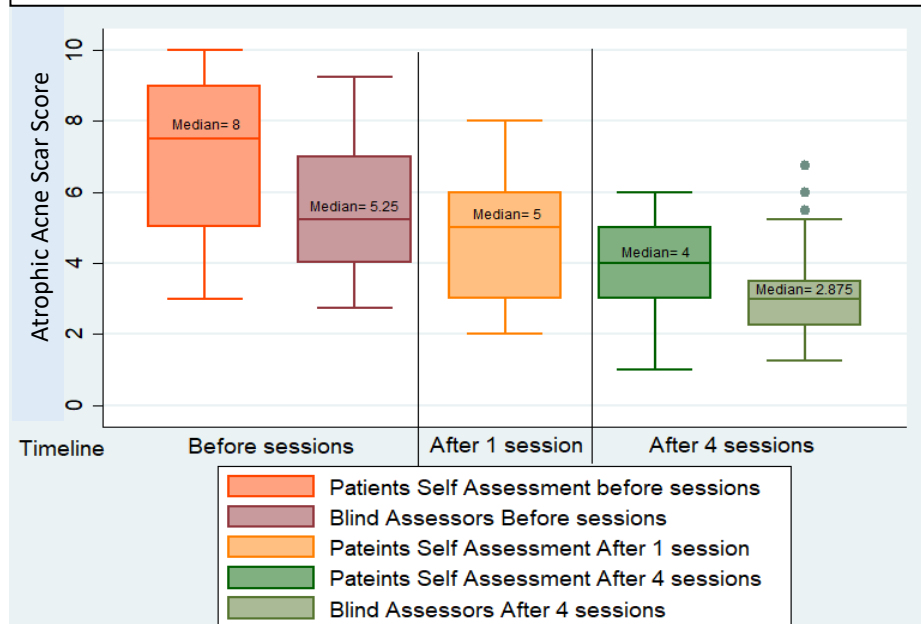 Atrophic Acne Scar Score
10
8
6
4
2
0
Median= 8
Median= 5.25
Median= 5
Median= 4
Median= 2.875
Timeline
Before sessions
After 1 session
After 4 sessions
Patients Self Assessment before sessions
Blind Assessors Before sessions
Pateints Self Assessment After 1 session
Pateints Self Assessment After 4 sessions
Blind Assessors After 4 sessions